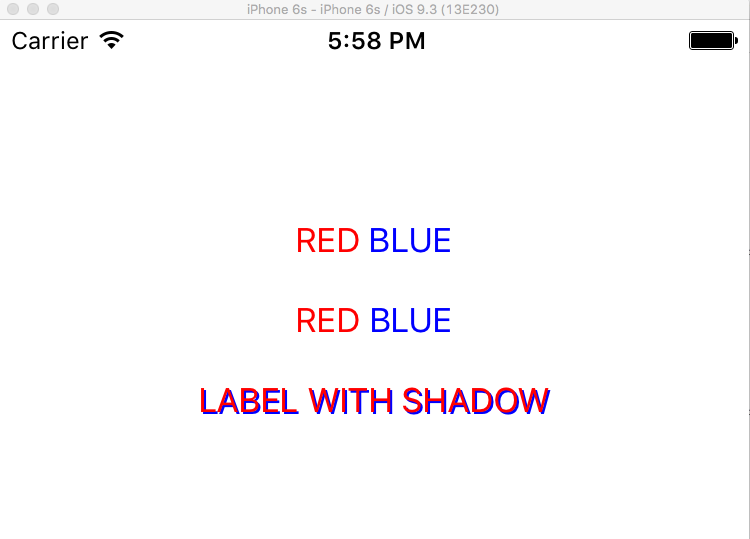 iPhone 6s - iPhone 6s / iOS 9.3 (13E230)
Carrier 5:58 PM
RED BLUE
RED BLUE
LABEL WITH SHADOW